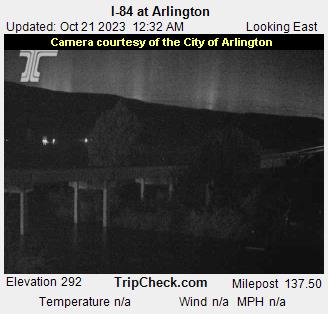 I-84 at Arlington
Updated: Oct 21 2023 12:32 AM Looking East
Camera courtesy of the City of Arlington
Elevation 292 TripCheck.com Milepost 137.50
Temperature n/a Wind n/a MPH n/a